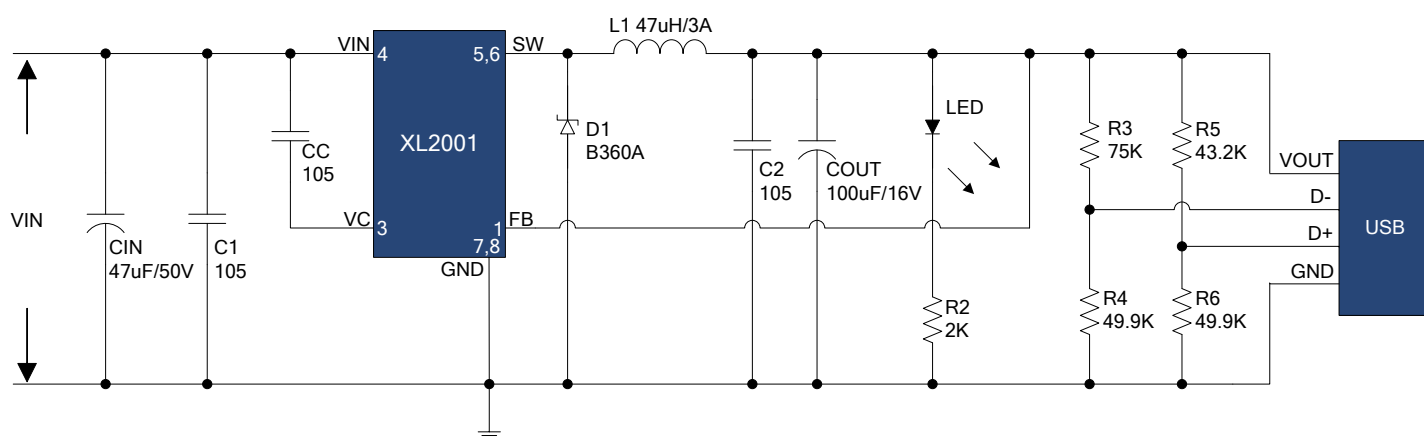 L1 47uH/3A
VIN
4
5,6
SW
XL2001
CC
105
D1
B360A
LED
R3
75K
R5
43.2K
C2
105
COUT
100uF/16V
VOUT
D-
D+
GND
USB
VIN
VC
3
1
FB
7,8
GND
CIN
47uF/50V
C1
105
R2
2K
R4
49.9K
R6
49.9K